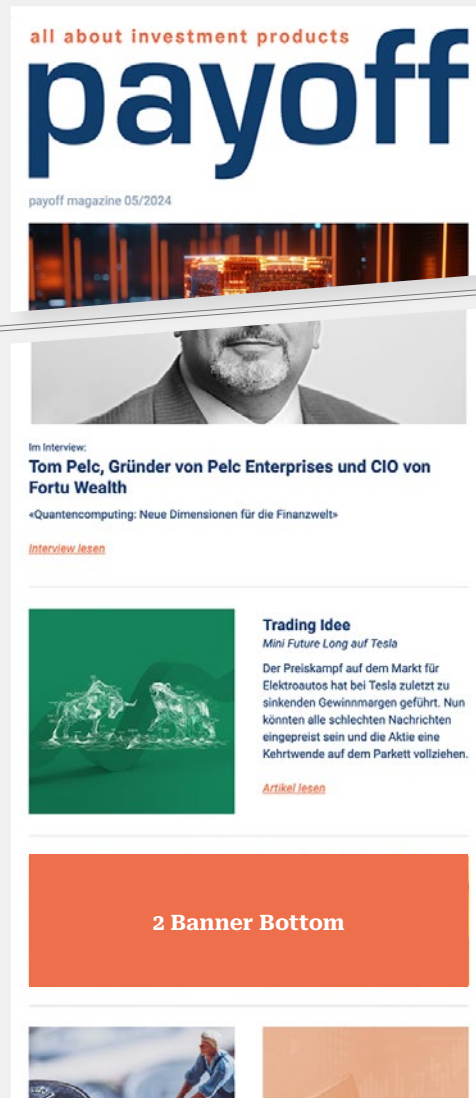 all about investment products
payoff
payoff magazine 05/2024
Im Interview:
Tom Pelc, Gründer von Pelc Enterprises und CIO von
Fortu Wealth
«Quantencomputing: Neue Dimensionen für die Finanzwelt»
Interview lesen
Trading Idee
Mini Future Long auf Tesla
Der Preiskampf auf dem Markt für
Elektroautos hat bei Tesla zuletzt zu
sinkenden Gewinnmargen geführt. Nun
könnten alle schlechten Nachrichten
eingepreist sein und die Aktie eine
Kehrtwende auf dem Parkett vollziehen.
Artikel lesen
2 Banner Bottom